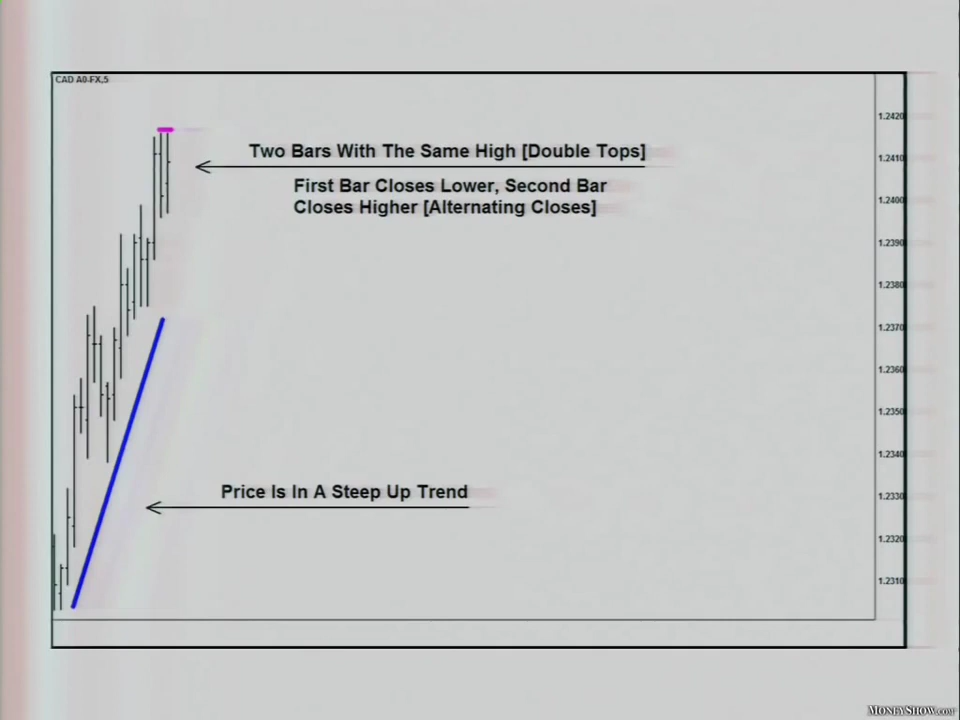 CAD A0-FX,5
1.2420
Two Bars With The Same High [Double Tops]
1.2410
First Bar Closes Lower, Second Bar
Closes Higher [Alternating Closes]
1.2400
1.2390
1.2380
1.2370
1.2360
1.2350
1.2340
Price Is In A Steep Up Trend
1.2330
1.2320
1.2310
MONEYSHOW.COM